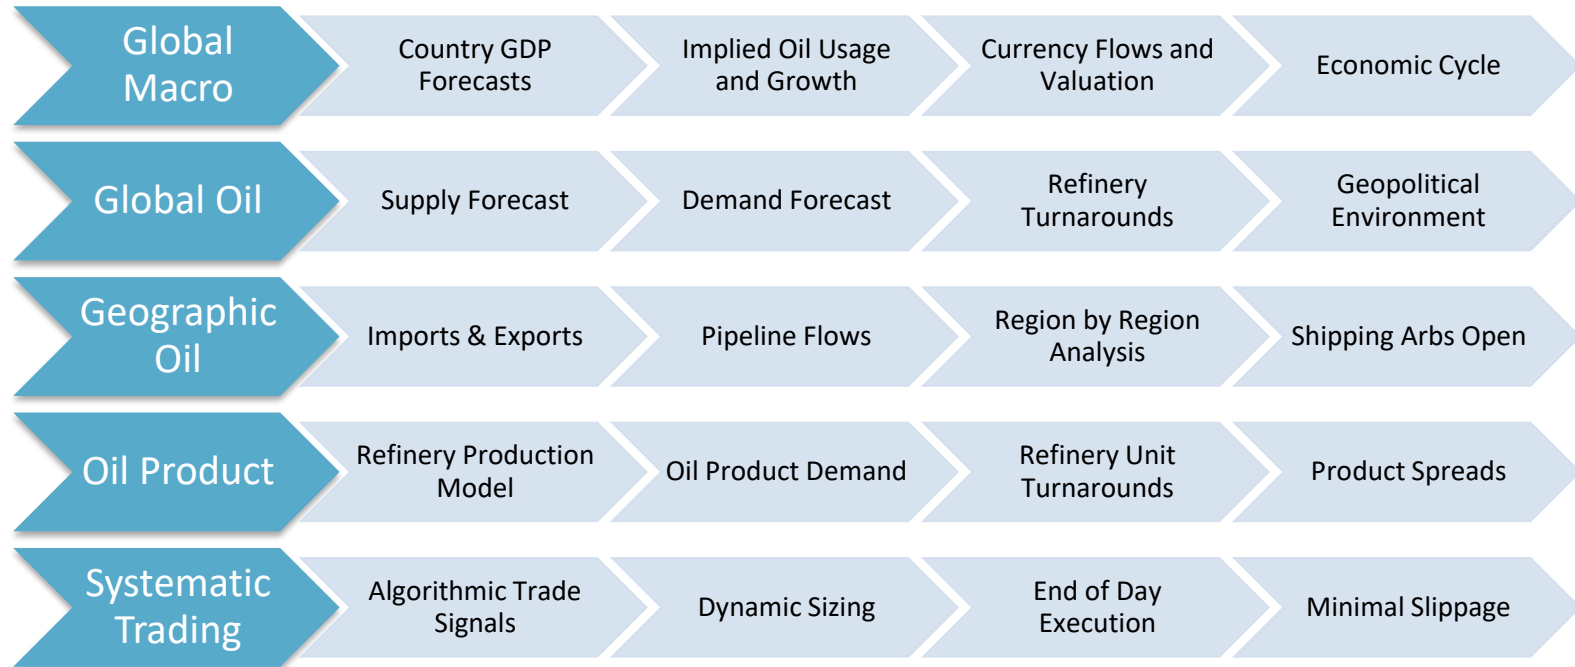 Global
Macro
Country GDP
Forecasts
Implied Oil Usage
and Growth
Currency Flows and
Valuation
Economic Cycle
Global Oil
Supply Forecast
Demand Forecast
Refinery
Turnarounds
Geopolitical
Environment
Geographic
Oil
Imports & Exports
Pipeline Flows
Region by Region
Analysis
Shipping Arbs Open
Oil Product
Refinery Production
Model
Oil Product Demand
Refinery Unit
Turnarounds
Product Spreads
Systematic
Trading
Algorithmic Trade
Signals
Dynamic Sizing
End of Day
Execution
Minimal Slippage